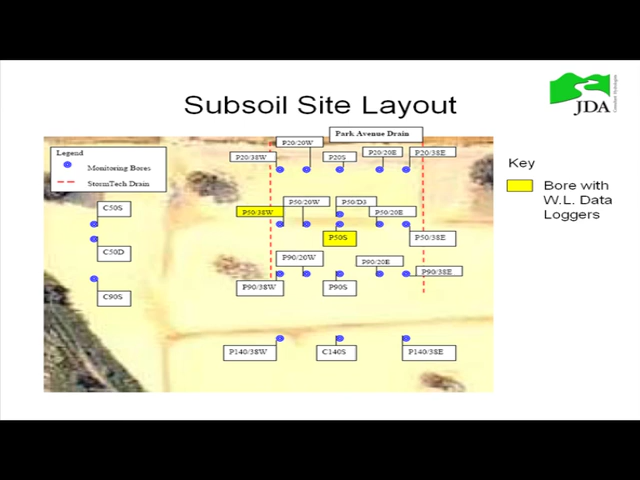 Subsoil Site Layout
JDA
Legend
Monitoring Bores
StormTech Drain
Park Avenue Drain
P20/20W
P20/38W
P20S
P20/20E
P20/38E
Key
Bore with
W.L. Data
Loggers
C50S
P50/38W
P50/20W
P50/DJ
P50/20E
P50S
P50/38E
C50D
P90/20W
P90/20E
P90/38E
C90S
P90/38W
P90S
P140/38W
C140S
P140/38E